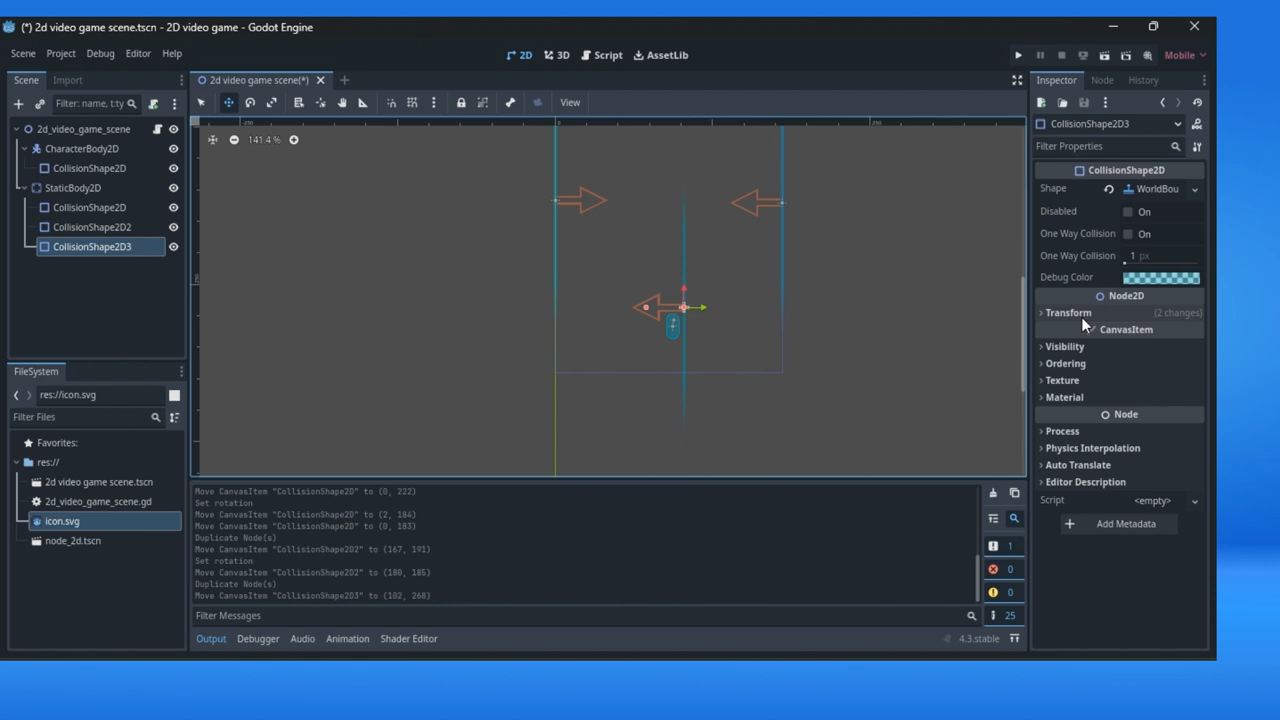 (*) 2d video game scene.tscn - 2D video game - Godot Engine
Scene Project Debug Editor Help
2D 3D Script AssetLib
Mobile
Scene Import
2d video game scene(*)
Inspector Node History
Filter: name, t:ty
View
CollisionShape2D3
Filter Properties
2d_video_game_scene
CharacterBody2D
CollisionShape2D
StaticBody2D
CollisionShape2D
CollisionShape2D2
CollisionShape2D3
-250 0 250
141.4 %
CollisionShape2D
Shape WorldBou
Disabled On
One Way Collision On
One Way Collision 1 px
Debug Color
Node2D
Transform (2 changes)
CanvasItem
Visibility
Ordering
Texture
Material
Node
Process
Physics Interpolation
Auto Translate
Editor Description
Script <empty>
Add Metadata
FileSystem
res://icon.svg
Filter Files
Favorites:
res://
2d video game scene.tscn
2d_video_game_scene.gd
icon.svg
node_2d.tscn
Move CanvasItem "CollisionShape2D" to (0, 222)
Set rotation
Move CanvasItem "CollisionShape2D" to (2, 184)
Move CanvasItem "CollisionShape2D" to (0, 183)
Duplicate Node(s)
Move CanvasItem "CollisionShape2D2" to (167, 191)
Set rotation
Move CanvasItem "CollisionShape2D2" to (180, 185)
Duplicate Node(s)
Move CanvasItem "CollisionShape2D3" to (102, 268)
1
0
0
25
Filter Messages
Output Debugger Audio Animation Shader Editor
4.3.stable